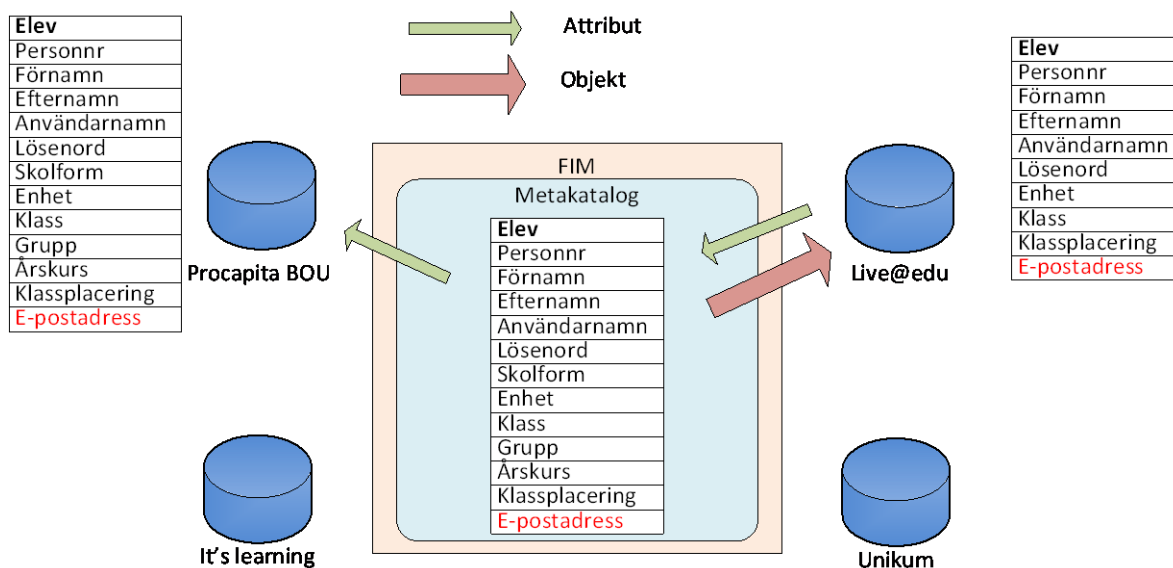 Elev
Personnr
Förnamn
Efternamn
Användarnamn
Lösenord
Skolform
Enhet
Klass
Grupp
Årskurs
Klassplacering
E-postadress
Attribut
Objekt
Elev
Personnr
Förnamn
Efternamn
Användarnamn
Lösenord
Enhet
Klass
Klassplacering
E-postadress
FIM
Metakatalog
Elev
Personnr
Förnamn
Efternamn
Användarnamn
Lösenord
Skolform
Enhet
Klass
Grupp
Årskurs
Klassplacering
E-postadress
Procapita BOU
Live@edu
It's learning
Unikum